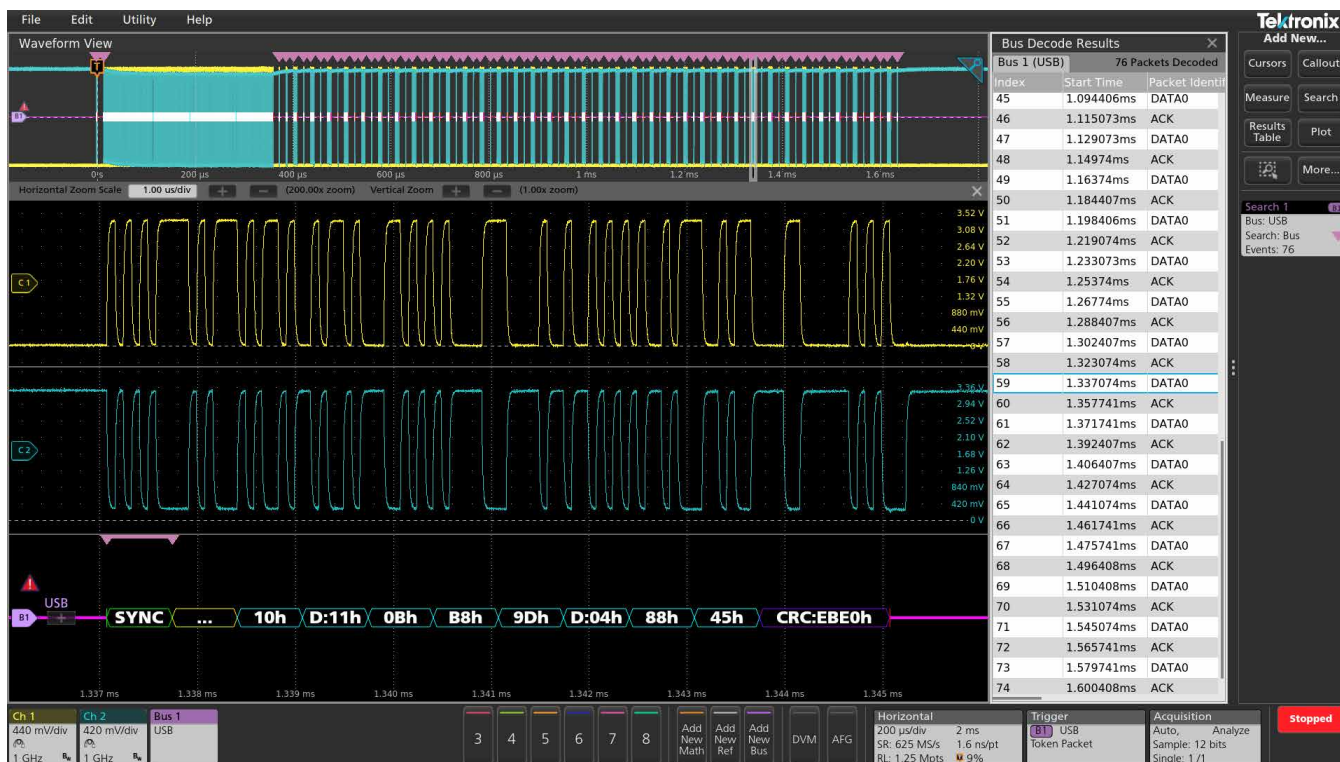 File Edit Utility Help
Tektronix
Add New...
Waveform View
T
B1
0 s 200 µs 400 µs 600 µs 800 µs 1 ms 1.2 ms 1.4 ms 1.6 ms
Horizontal Zoom Scale 1.00 us/div + − (200.00x zoom) Vertical Zoom + − (1.00x zoom)
C 1
3.52 V
3.08 V
2.64 V
2.20 V
1.76 V
1.32 V
880 mV
440 mV
0 V
C 2
3.36 V
2.94 V
2.52 V
2.10 V
1.68 V
1.26 V
840 mV
420 mV
0 V
USB
B1 + SYNC ... 10h D:11h 0Bh B8h 9Dh D:04h 88h 45h CRC:EBE0h
1.337 ms 1.338 ms 1.339 ms 1.340 ms 1.341 ms 1.342 ms 1.343 ms 1.344 ms 1.345 ms
Bus Decode Results
Bus 1 (USB) 76 Packets Decoded
Index Start Time Packet Identif
45 1.094406ms DATA0
46 1.115073ms ACK
47 1.129073ms DATA0
48 1.14974ms ACK
49 1.16374ms DATA0
50 1.184407ms ACK
51 1.198406ms DATA0
52 1.219074ms ACK
53 1.233073ms DATA0
54 1.25374ms ACK
55 1.26774ms DATA0
56 1.288407ms ACK
57 1.302407ms DATA0
58 1.323074ms ACK
59 1.337074ms DATA0
60 1.357741ms ACK
61 1.371741ms DATA0
62 1.392407ms ACK
63 1.406407ms DATA0
64 1.427074ms ACK
65 1.441074ms DATA0
66 1.461741ms ACK
67 1.475741ms DATA0
68 1.496408ms ACK
69 1.510408ms DATA0
70 1.531074ms ACK
71 1.545074ms DATA0
72 1.565741ms ACK
73 1.579741ms DATA0
74 1.600408ms ACK
Cursors Callout
Measure Search
Results Table Plot
More...
Search 1
Bus: USB
Search: Bus
Events: 76
Ch 1
440 mV/div
1 GHz Bw
Ch 2
420 mV/div
1 GHz Bw
Bus 1
USB
3 4 5 6 7 8
Add New Math
Add New Ref
Add New Bus
DVM AFG
Horizontal
200 µs/div 2 ms
SR: 625 MS/s 1.6 ns/pt
RL: 1.25 Mpts 9%
Trigger
B1 USB
Token Packet
Acquisition
Auto, Analyze
Sample: 12 bits
Single: 1 /1
Stopped